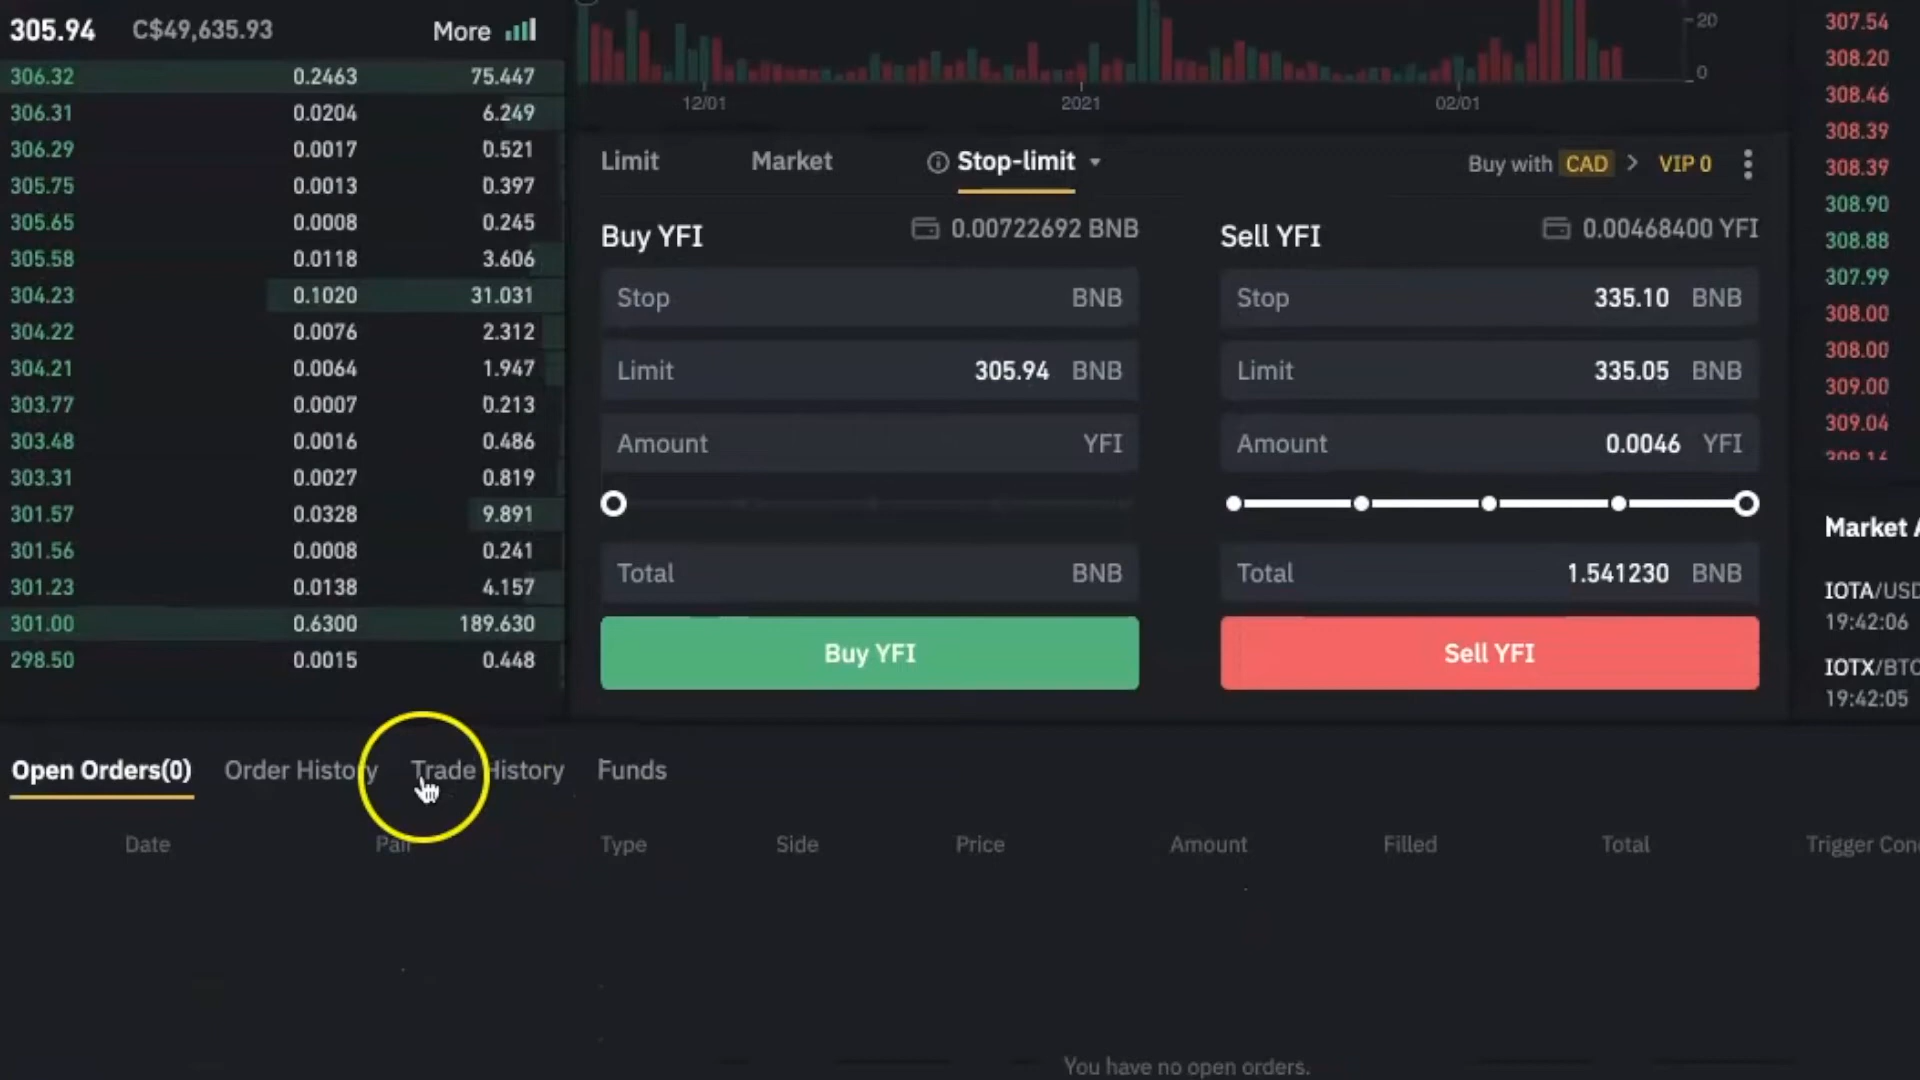 305.94 C$49,635.93 More
306.32 0.2463 75.447
306.31 0.0204 6.249
306.29 0.0017 0.521
305.75 0.0013 0.397
305.65 0.0008 0.245
305.58 0.0118 3.606
304.23 0.1020 31.031
304.22 0.0076 2.312
304.21 0.0064 1.947
303.77 0.0007 0.213
303.48 0.0016 0.486
303.31 0.0027 0.819
301.57 0.0328 9.891
301.56 0.0008 0.241
301.23 0.0138 4.157
301.00 0.6300 189.630
298.50 0.0015 0.448
20
0
12/01 2021 02/01
Limit Market Stop-limit Buy with CAD > VIP 0
Buy YFI 0.00722692 BNB
Stop BNB
Limit 305.94 BNB
Amount YFI
Total BNB
Buy YFI
Sell YFI 0.00468400 YFI
Stop 335.10 BNB
Limit 335.05 BNB
Amount 0.0046 YFI
Total 1.541230 BNB
Sell YFI
307.54
308.20
308.46
308.39
308.39
308.90
308.88
307.99
308.00
308.00
309.00
309.04
Market
IOTA/USD
19:42:06
IOTX/BTC
19:42:05
Open Orders(0) Order History Trade History Funds
Date Pair Type Side Price Amount Filled Total Trigger Con
You have no open orders.